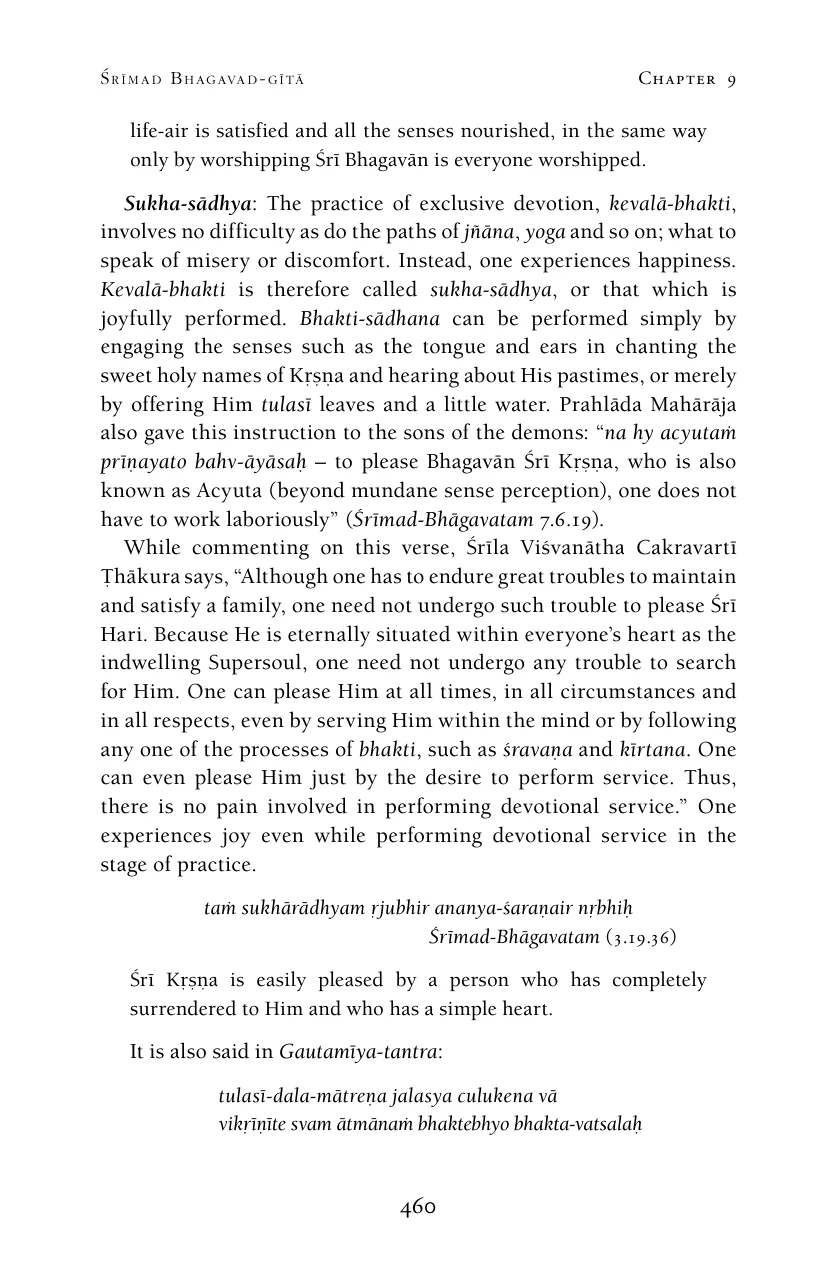 Śrīmad Bhagavad-gītā Chapter 9
life-air is satisfied and all the senses nourished, in the same way
only by worshipping Śrī Bhagavān is everyone worshipped.
Sukha-sādhya: The practice of exclusive devotion, kevalā-bhakti,
involves no difficulty as do the paths of jñāna, yoga and so on; what to
speak of misery or discomfort. Instead, one experiences happiness.
Kevalā-bhakti is therefore called sukha-sādhya, or that which is
joyfully performed. Bhakti-sādhana can be performed simply by
engaging the senses such as the tongue and ears in chanting the
sweet holy names of Kṛṣṇa and hearing about His pastimes, or merely
by offering Him tulasī leaves and a little water. Prahlāda Mahārāja
also gave this instruction to the sons of the demons: “na hy acyutaṁ
prīṇayato bahv-āyāsaḥ – to please Bhagavān Śrī Kṛṣṇa, who is also
known as Acyuta (beyond mundane sense perception), one does not
have to work laboriously” (Śrīmad-Bhāgavatam 7.6.19).
While commenting on this verse, Śrīla Viśvanātha Cakravartī
Ṭhākura says, “Although one has to endure great troubles to maintain
and satisfy a family, one need not undergo such trouble to please Śrī
Hari. Because He is eternally situated within everyone’s heart as the
indwelling Supersoul, one need not undergo any trouble to search
for Him. One can please Him at all times, in all circumstances and
in all respects, even by serving Him within the mind or by following
any one of the processes of bhakti, such as śravaṇa and kīrtana. One
can even please Him just by the desire to perform service. Thus,
there is no pain involved in performing devotional service.” One
experiences joy even while performing devotional service in the
stage of practice.
taṁ sukhārādhyam ṛjubhir ananya-śaraṇair nṛbhiḥ
Śrīmad-Bhāgavatam (3.19.36)
Śrī Kṛṣṇa is easily pleased by a person who has completely
surrendered to Him and who has a simple heart.
It is also said in Gautamīya-tantra:
tulasī-dala-mātreṇa jalasya culukena vā
vikṛīṇīte svam ātmānaṁ bhaktebhyo bhakta-vatsalaḥ
460